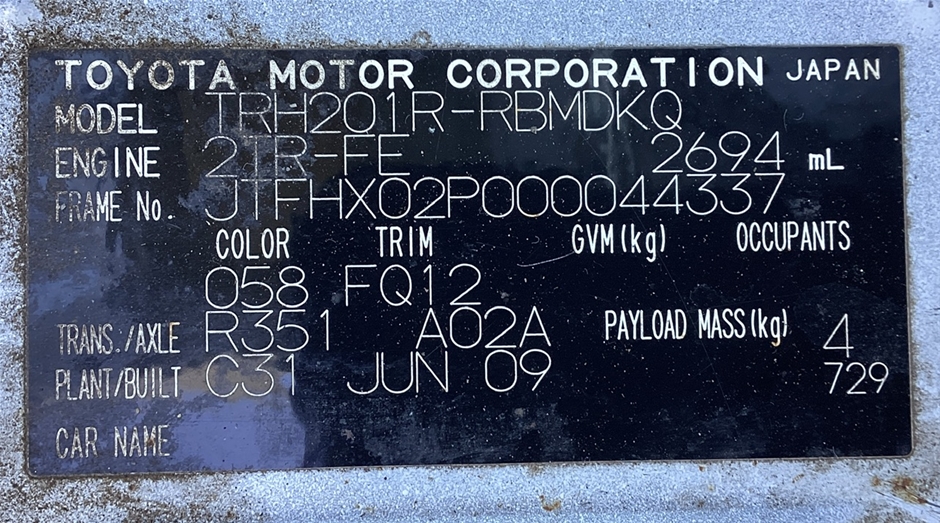 TOYOTA MOTOR CORPORATION JAPAN
MODEL TRH201R-RBMDKQ
ENGINE 2TR-FE 2694 mL
FRAME No. JTFHX02P000044337
COLOR TRIM GVM(kg) OCCUPANTS
058 FQ12
TRANS./AXLE R351 A02A PAYLOAD MASS(kg) 4
PLANT/BUILT C31 JUN 09 729
CAR NAME